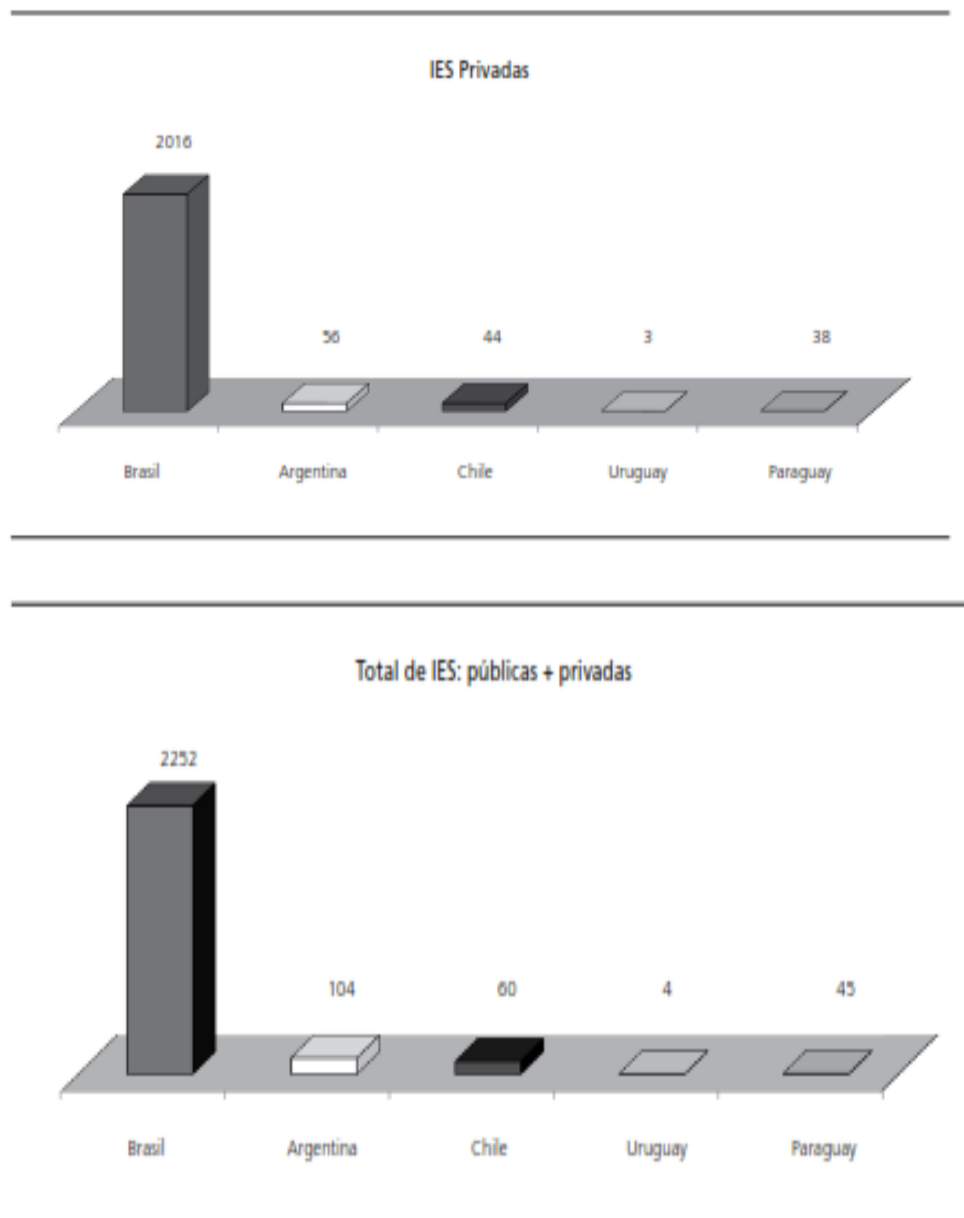 IES Privadas
2016
56 44 3 38
Brasil Argentina Chile Uruguay Paraguay
Total de IES: públicas + privadas
2252
104 60 4 45
Brasil Argentina Chile Uruguay Paraguay